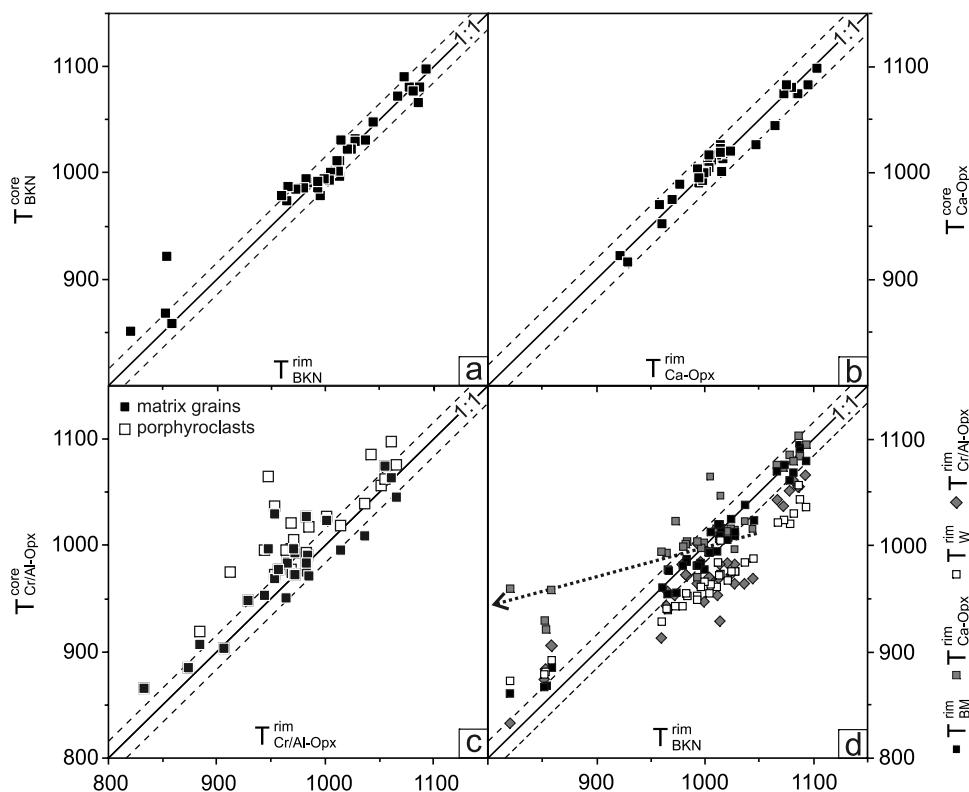 1:1
1100
1000
900
T core BKN
T rim BKN
a
1:1
1100
1000
900
T core Ca-Opx
T rim Ca-Opx
b
matrix grains
porphyroclasts
1:1
1100
1000
900
800
T core Cr/Al-Opx
T rim Cr/Al-Opx
c
800 900 1000 1100
1:1
1100
1000
900
800
T rim BKN
d
900 1000 1100
T rim Cr/Al-Opx
T rim W
T rim Ca-Opx
T rim BM